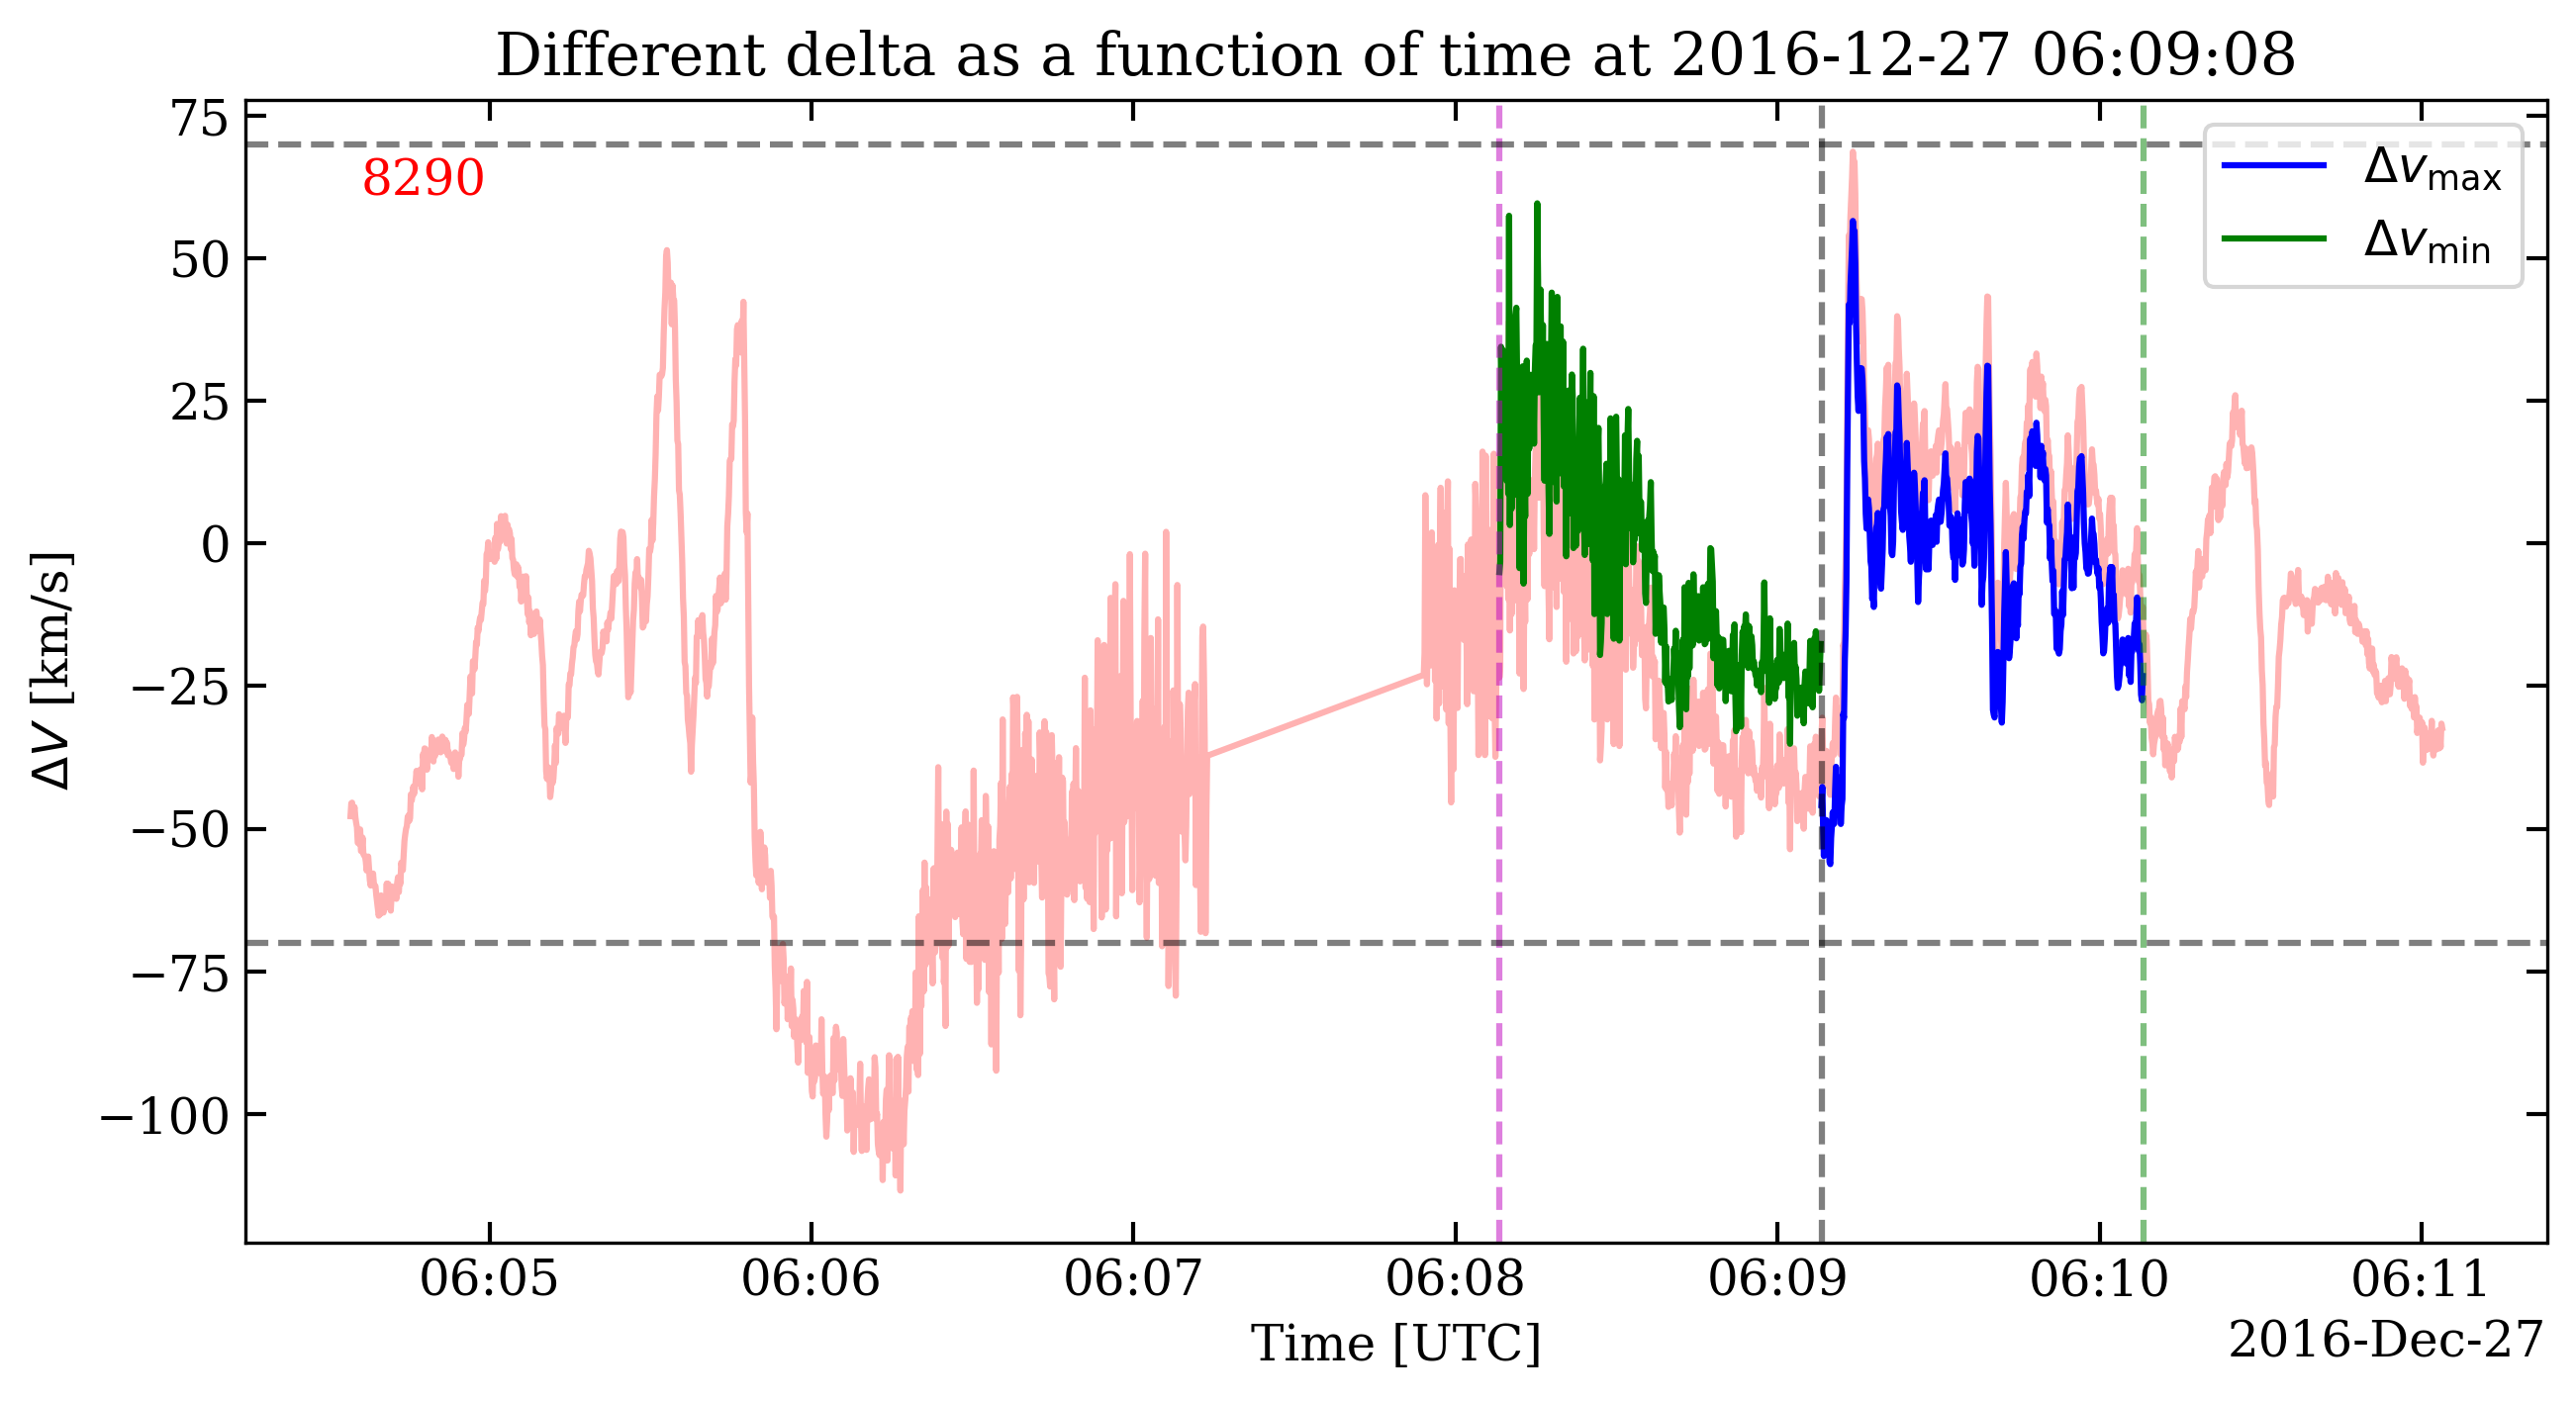 Different delta as a function of time at 2016-12-27 06:09:08
75
50
25
0
−25
−50
−75
−100
ΔV [km/s]
8290
Δv_max
Δv_min
06:05 06:06 06:07 06:08 06:09 06:10 06:11
Time [UTC]
2016-Dec-27